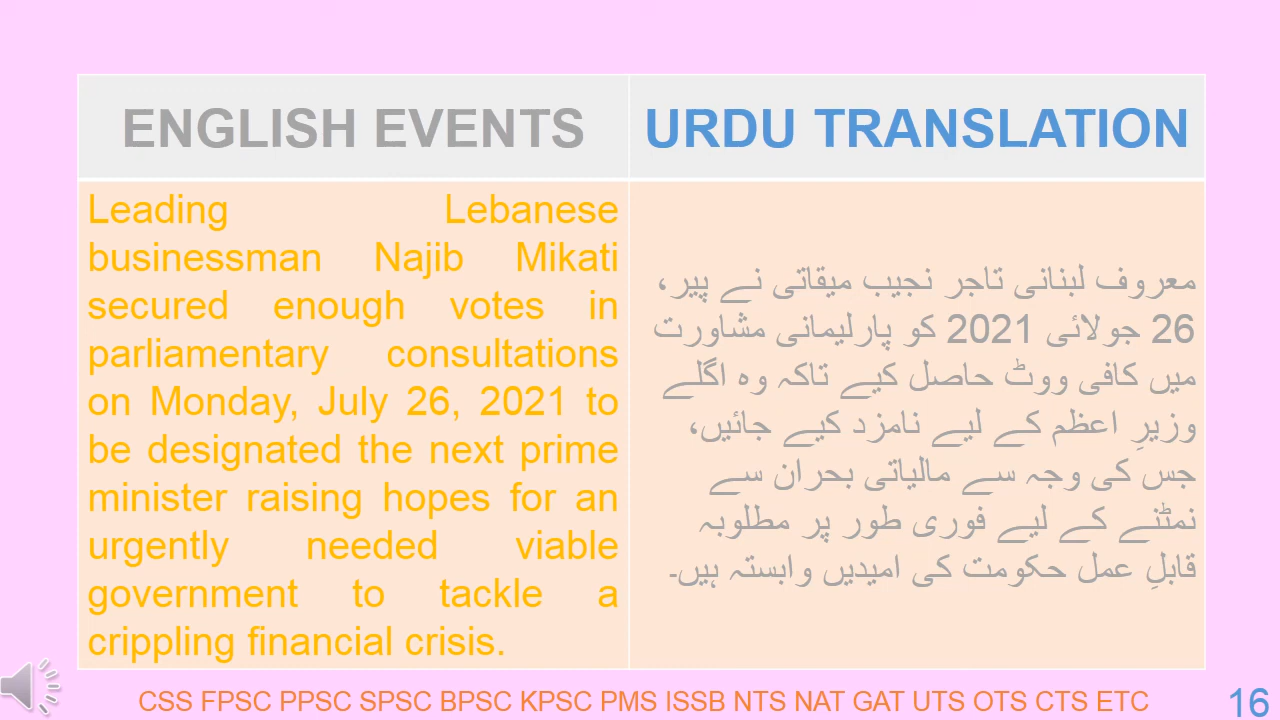 ENGLISH EVENTS
URDU TRANSLATION
Leading Lebanese
businessman Najib Mikati
secured enough votes in
parliamentary consultations
on Monday, July 26, 2021 to
be designated the next prime
minister raising hopes for an
urgently needed viable
government to tackle a
crippling financial crisis.
معروف لبنانی تاجر نجیب میقاتی نے پیر،
26 جولائی 2021 کو پارلیمانی مشاورت
میں کافی ووٹ حاصل کیے تاکہ وہ اگلے
وزیرِ اعظم کے لیے نامزد کیے جائیں،
جس کی وجہ سے مالیاتی بحران سے
نمٹنے کے لیے فوری طور پر مطلوبہ
قابلِ عمل حکومت کی امیدیں وابستہ ہیں۔
CSS FPSC PPSC SPSC BPSC KPSC PMS ISSB NTS NAT GAT UTS OTS CTS ETC
16